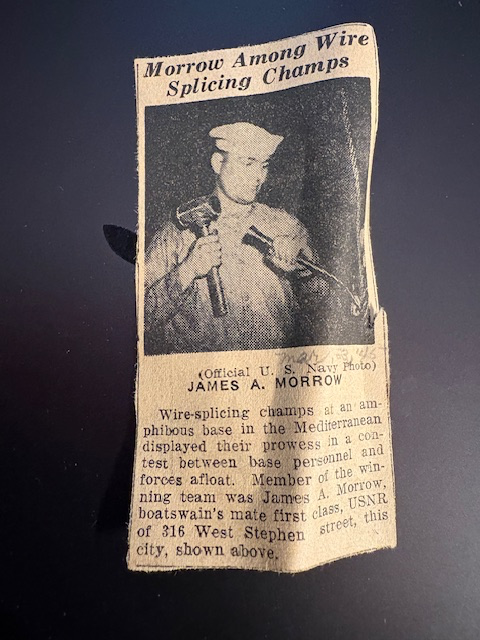 Morrow Among Wire
Splicing Champs
(Official U. S. Navy Photo)
JAMES A. MORROW
Wire-splicing champs at an am-
phibous base in the Mediterranean
displayed their prowess in a con-
test between base personnel and
forces afloat. Member of the win-
ning team was James A. Morrow,
boatswain's mate first class, USNR
of 316 West Stephen street, this
city, shown above.